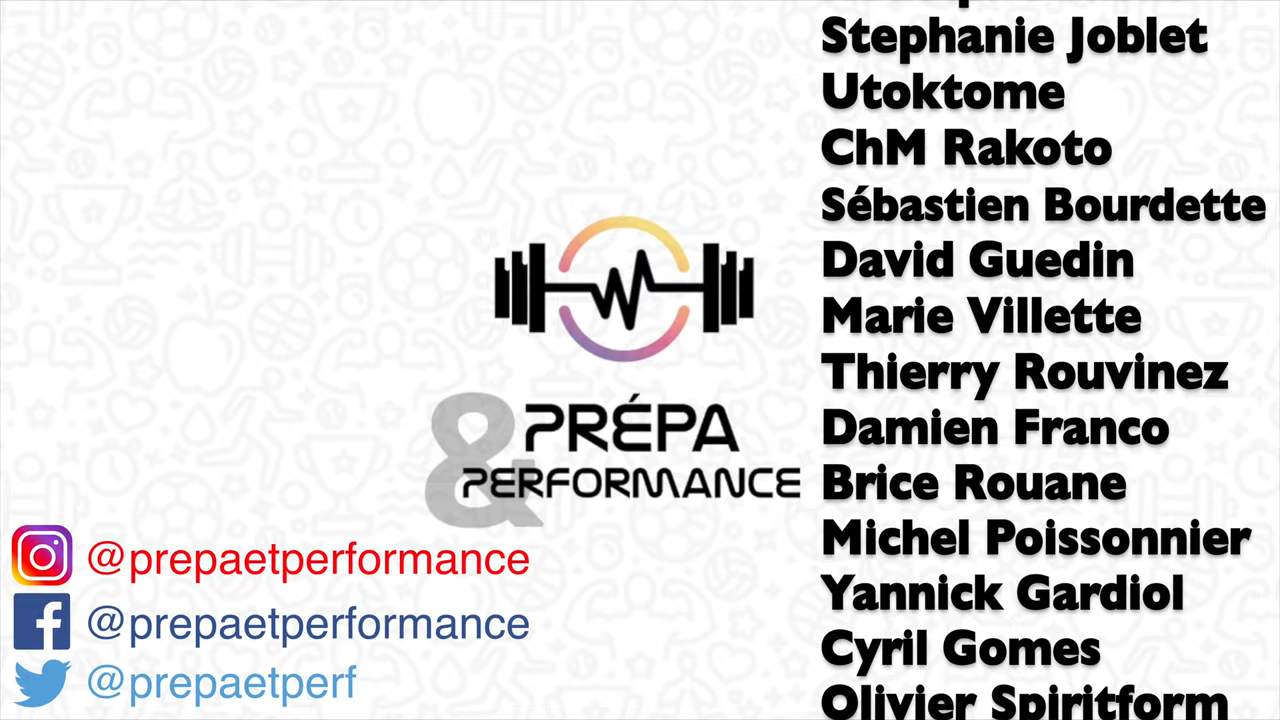 Stephanie Joblet
Utoktome
ChM Rakoto
Sébastien Bourdette
David Guedin
Marie Villette
Thierry Rouvinez
Damien Franco
Brice Rouane
Michel Poissonnier
Yannick Gardiol
Cyril Gomes
Olivier Spiritform
& PRÉPA
PERFORMANCE
@prepaetperformance
@prepaetperformance
@prepaetperf